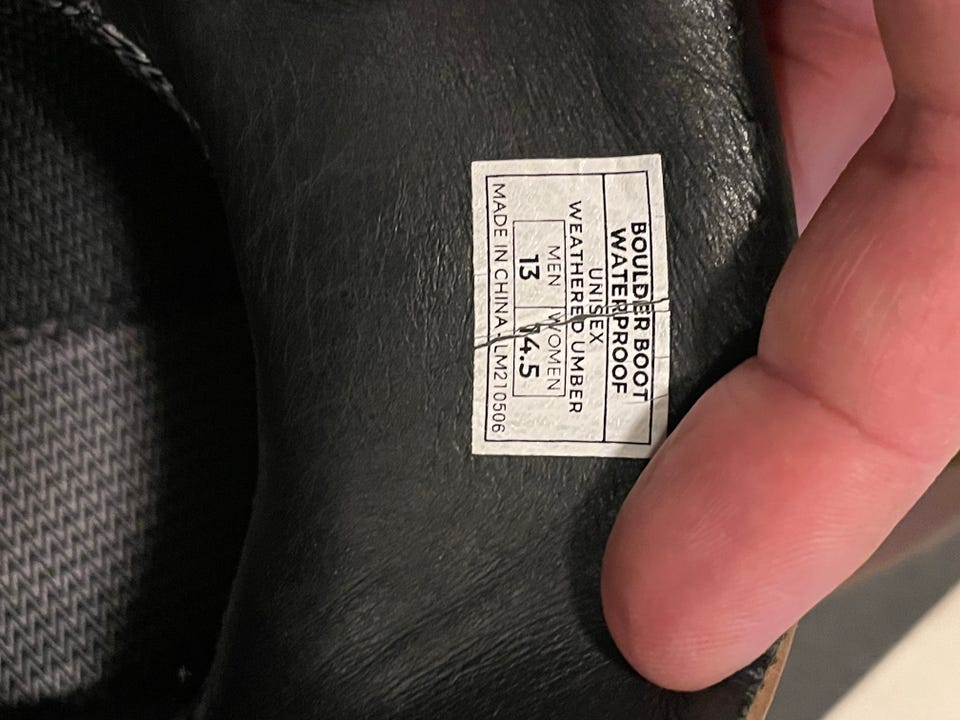 BOULDER BOOT
WATERPROOF
UNISEX
WEATHERED UMBER
MEN WOMEN
13 14.5
MADE IN CHINA - LM210506